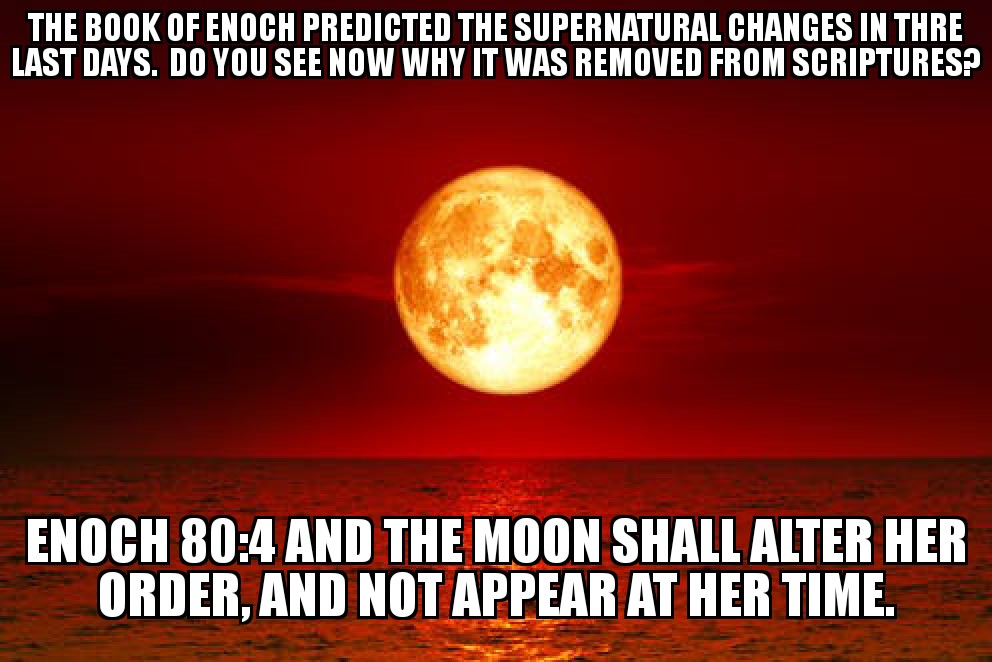 THE BOOK OF ENOCH PREDICTED THE SUPERNATURAL CHANGES IN THRE
LAST DAYS.  DO YOU SEE NOW WHY IT WAS REMOVED FROM SCRIPTURES?
ENOCH 80:4 AND THE MOON SHALL ALTER HER
ORDER, AND NOT APPEAR AT HER TIME.